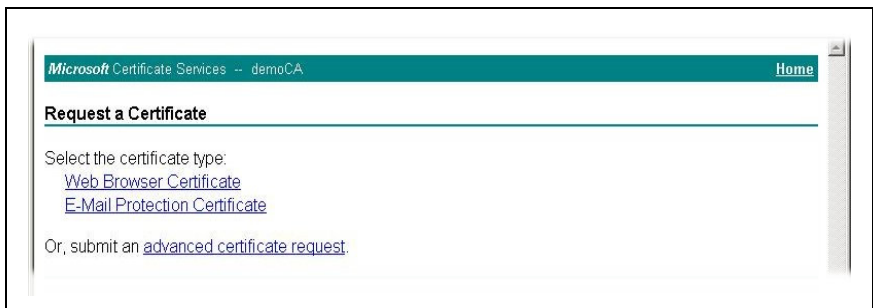 Microsoft Certificate Services -- demoCA Home
Request a Certificate
Select the certificate type:
Web Browser Certificate
E-Mail Protection Certificate
Or, submit an advanced certificate request.